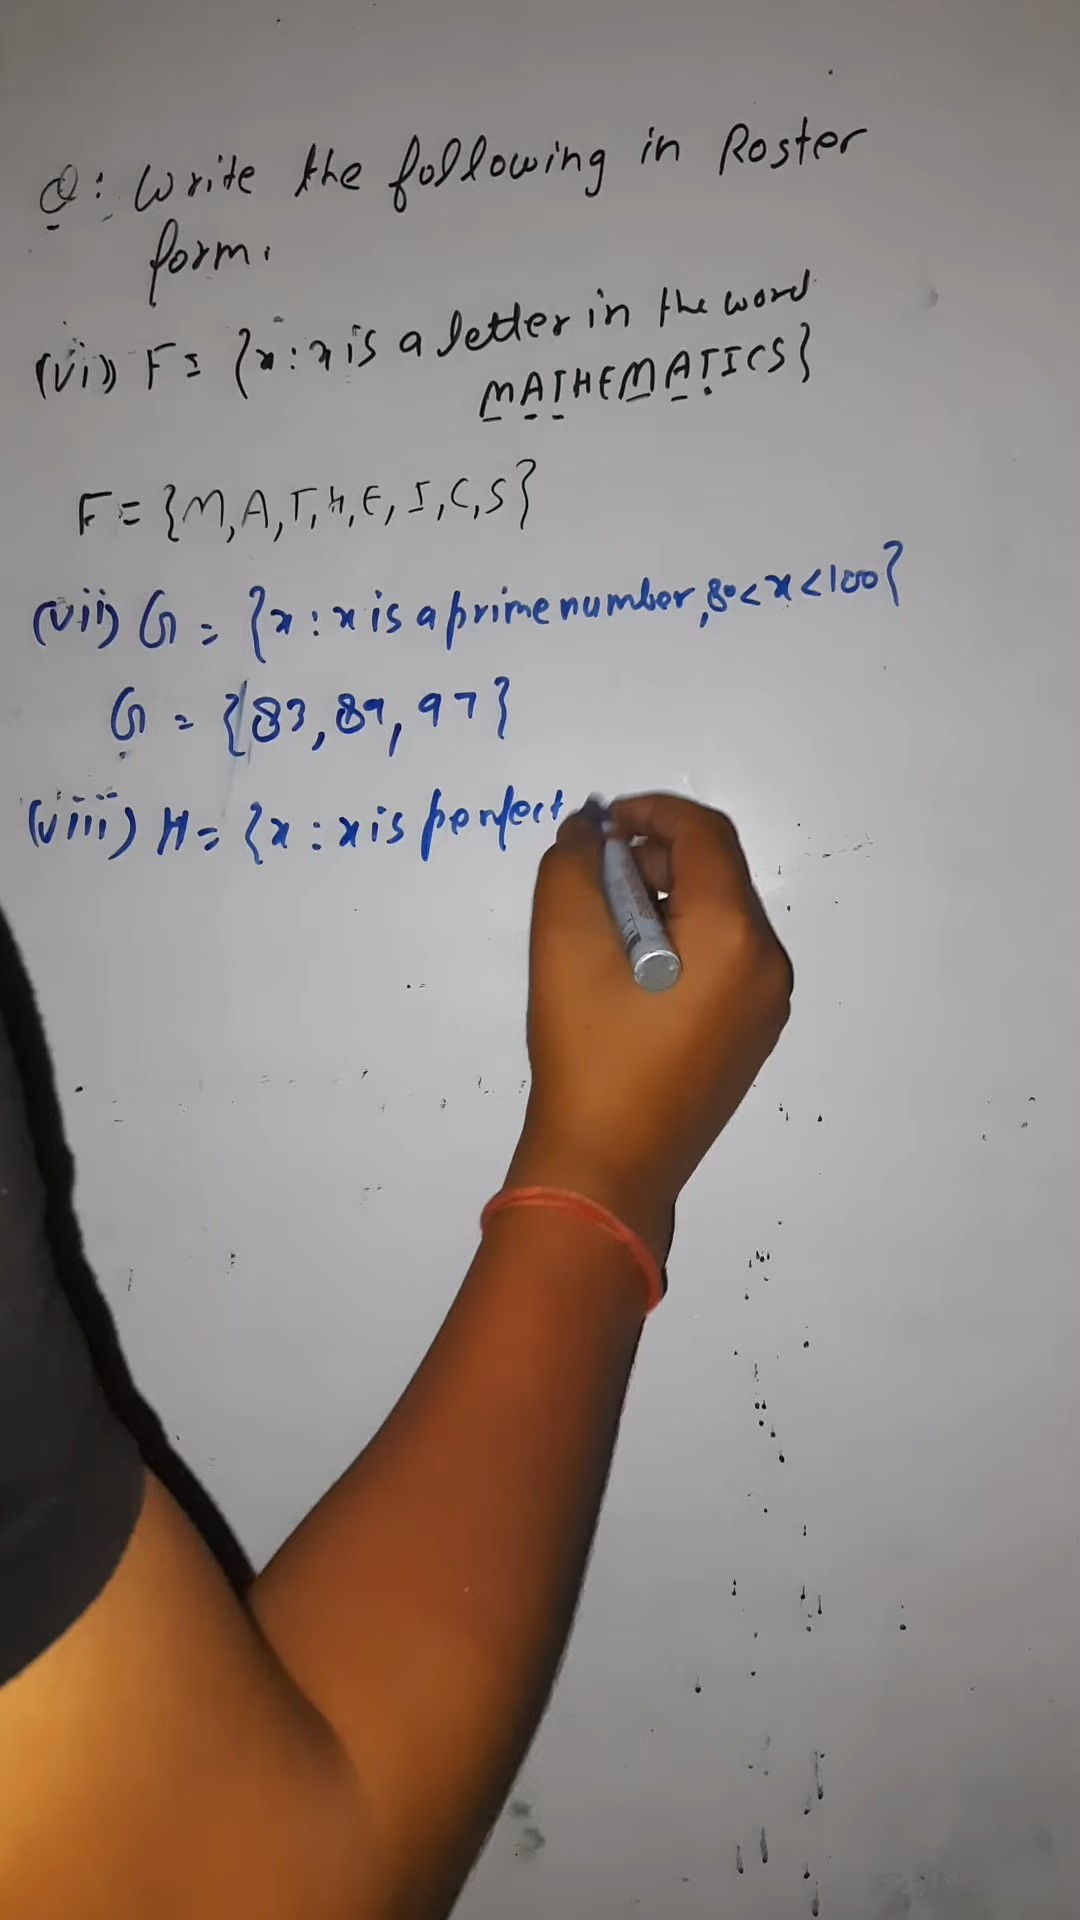 Q: Write the following in Roster
form.
(vi) F = {x : x is a letter in the word
MATHEMATICS}
F = {M, A, T, H, E, I, C, S}
(vii) G = {x : x is a prime number, 80 < x < 100}
G = {83, 89, 97}
(viii) H = {x : x is perfect